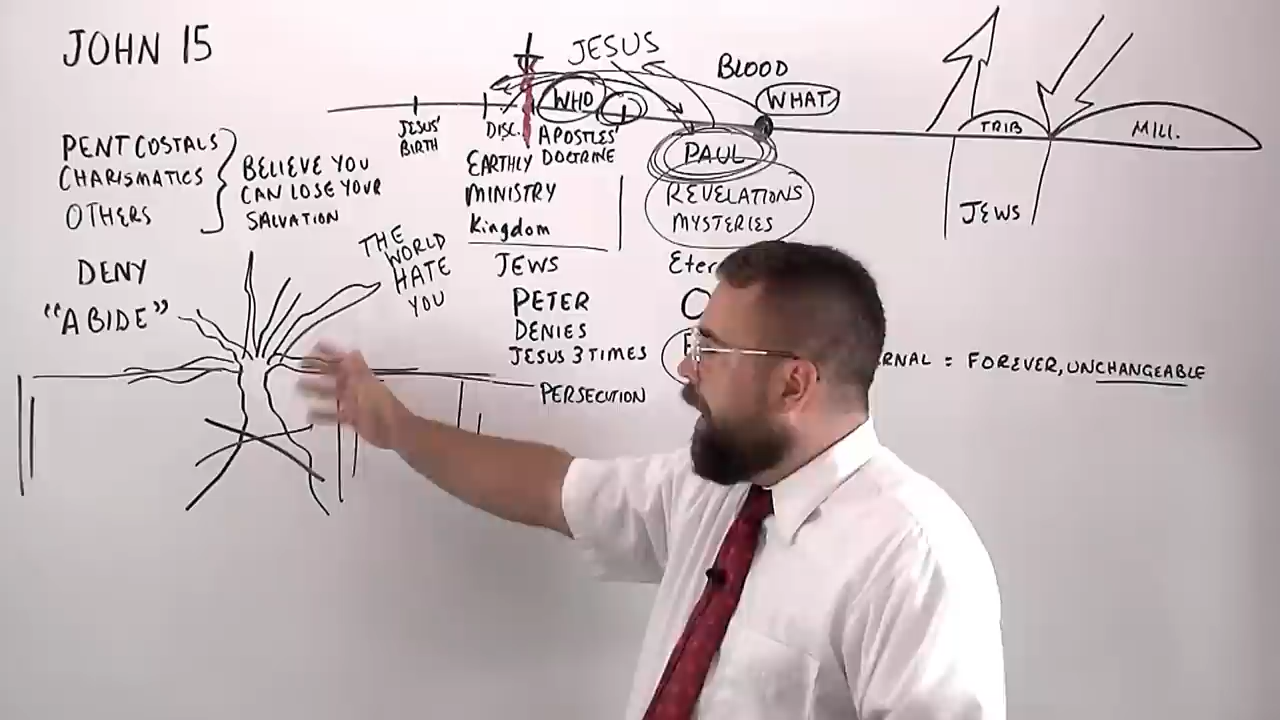 JOHN 15
JESUS
BLOOD
WHO
WHAT
JESUS'
BIRTH
DISC.
APOSTLES'
DOCTRINE
TRIB
MILL.
JEWS
PENTCOSTALS
CHARISMATICS
OTHERS
BELIEVE YOU
CAN LOSE YOUR
SALVATION
DENY
"ABIDE"
THE
WORLD
HATE
YOU
EARTHLY
MINISTRY
Kingdom
JEWS
PETER
DENIES
JESUS 3 TIMES
PERSECUTION
PAUL
REVELATIONS
MYSTERIES
Eter
RNAL = FOREVER, UNCHANGEABLE